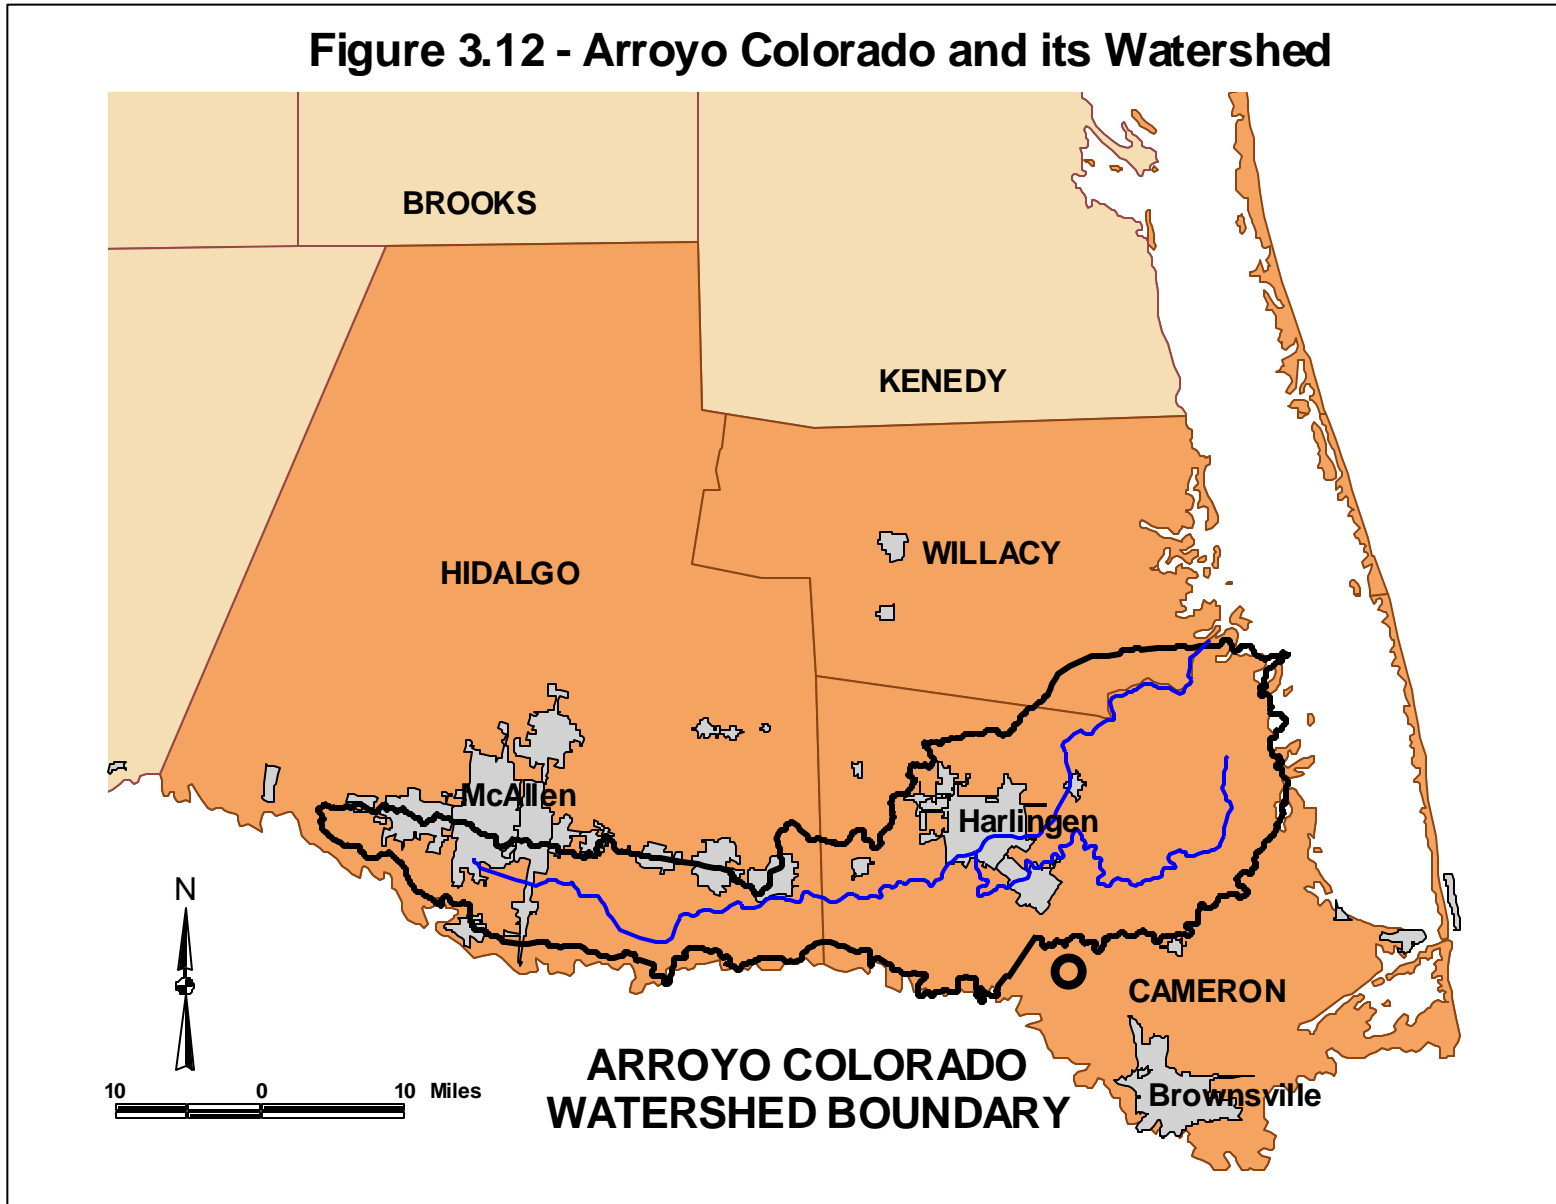 Figure 3.12 - Arroyo Colorado and its Watershed
BROOKS
KENEDY
WILLACY
HIDALGO
McAllen
Harlingen
N
CAMERON
ARROYO COLORADO
WATERSHED BOUNDARY
10 0 10 Miles
Brownsville